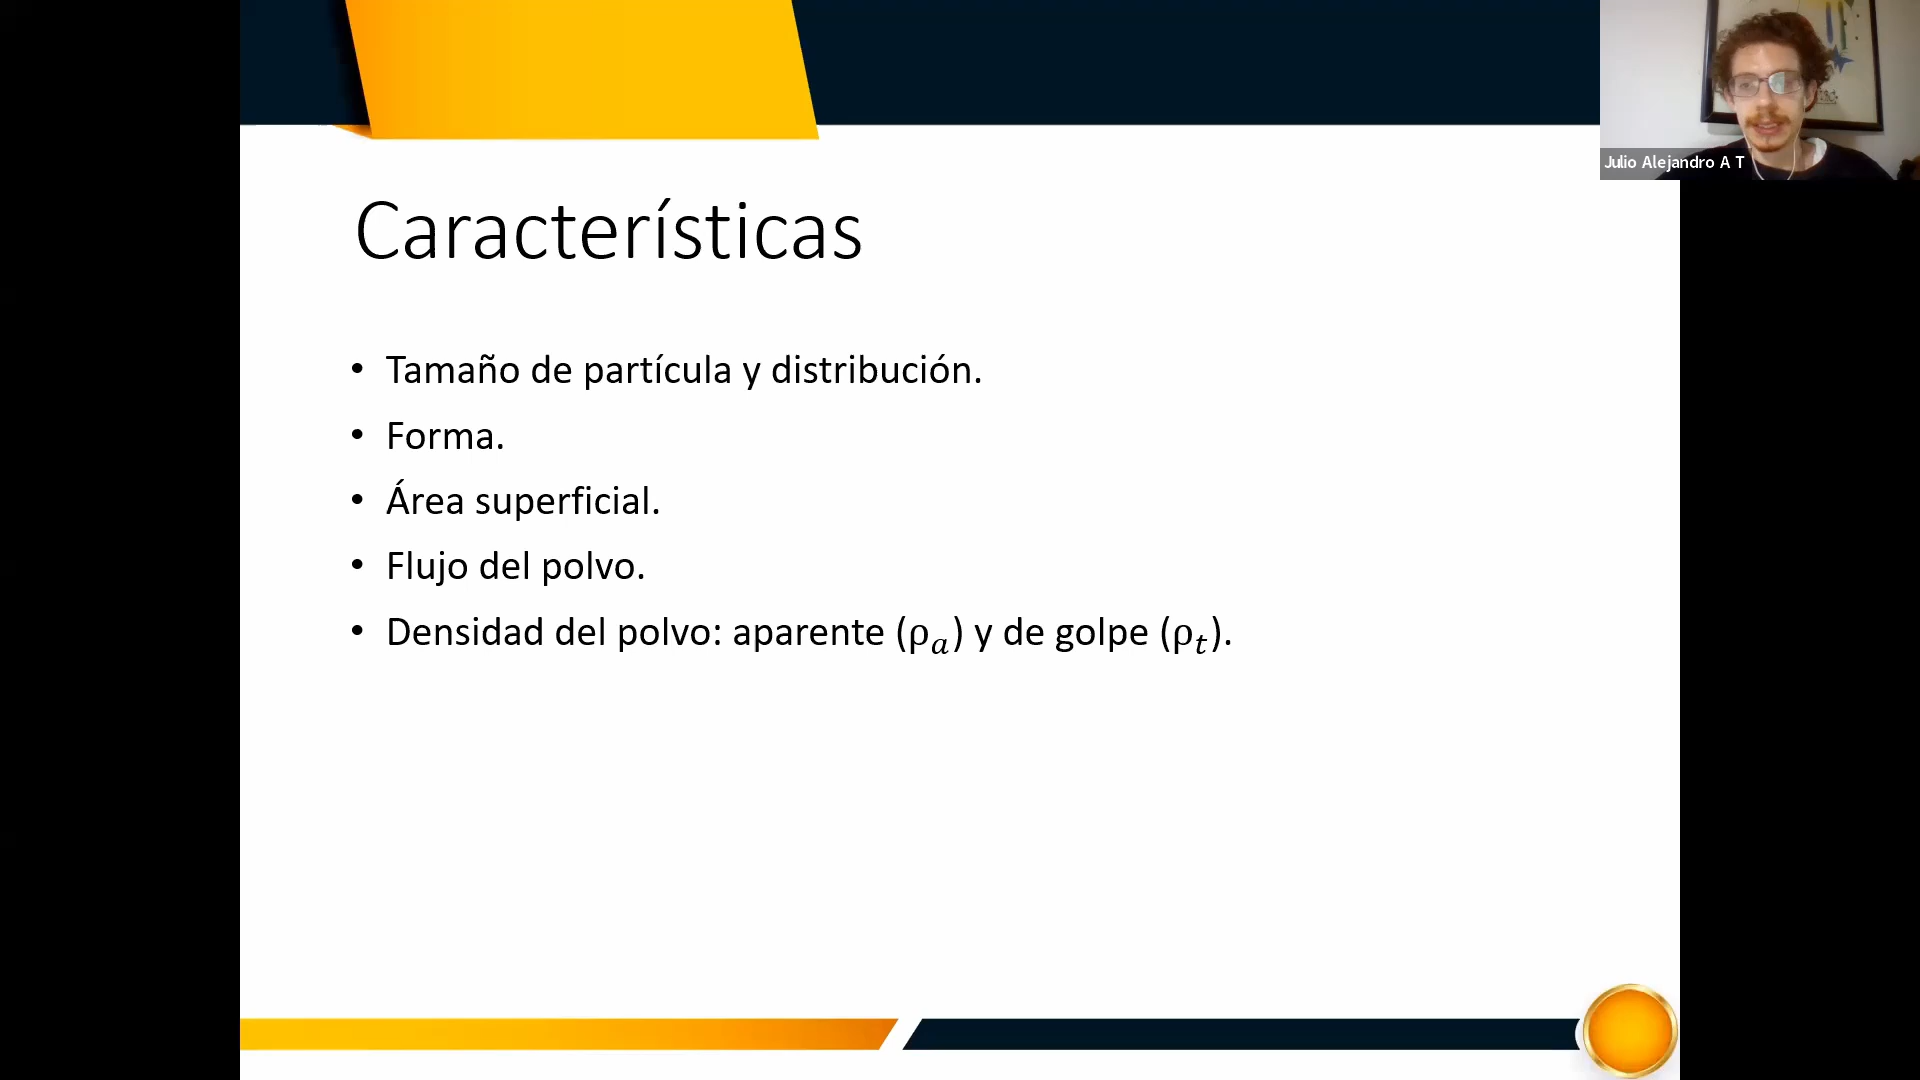 Julio Alejandro A T
Características
• Tamaño de partícula y distribución.
• Forma.
• Área superficial.
• Flujo del polvo.
• Densidad del polvo: aparente (ρₐ) y de golpe (ρₜ).